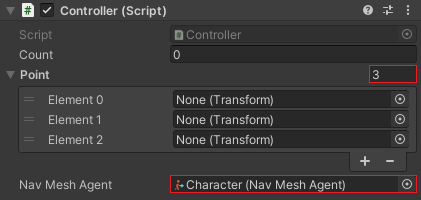 Controller (Script)
Script Controller
Count 0
Point 3
Element 0 None (Transform)
Element 1 None (Transform)
Element 2 None (Transform)
+ −
Nav Mesh Agent Character (Nav Mesh Agent)